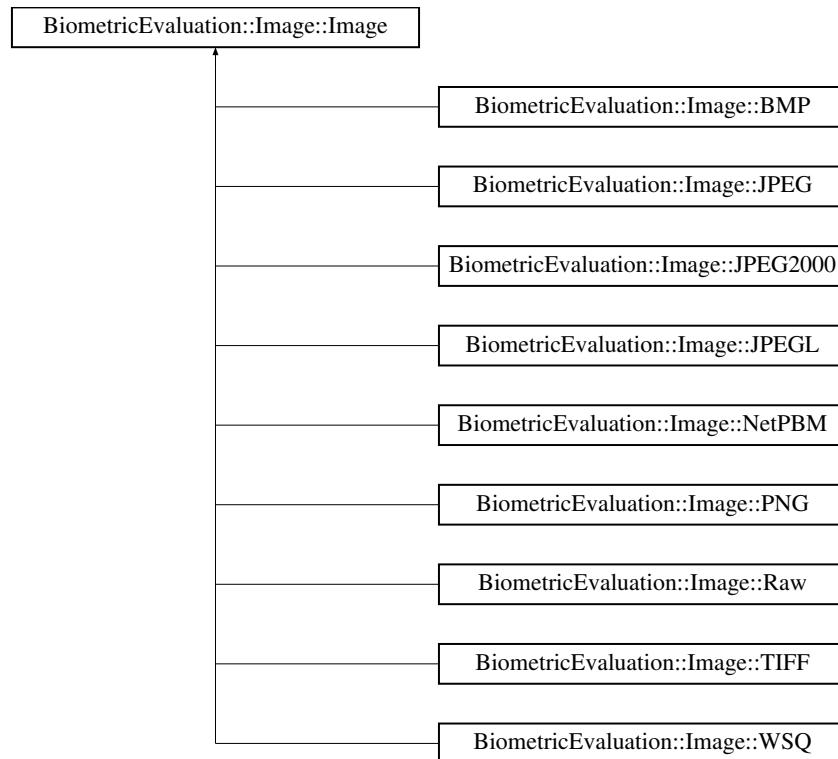 BiometricEvaluation::Image::Image
BiometricEvaluation::Image::BMP
BiometricEvaluation::Image::JPEG
BiometricEvaluation::Image::JPEG2000
BiometricEvaluation::Image::JPEGL
BiometricEvaluation::Image::NetPBM
BiometricEvaluation::Image::PNG
BiometricEvaluation::Image::Raw
BiometricEvaluation::Image::TIFF
BiometricEvaluation::Image::WSQ